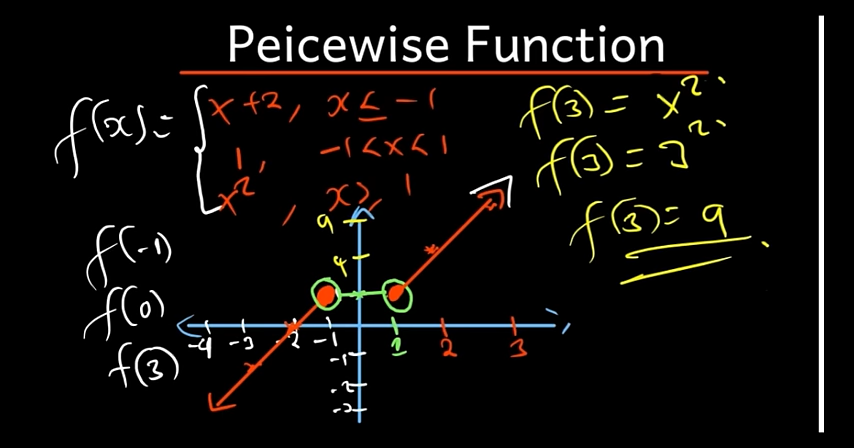 Peicewise Function
f(x) = { x+2, x ≤ -1
1, -1 < x < 1
x², x ≥ 1
f(3) = x²
f(3) = 3²
f(3) = 9
f(-1)
f(0)
f(3)
9
4
-4 -3 -2 -1 1 2 3
-1
-2
-3